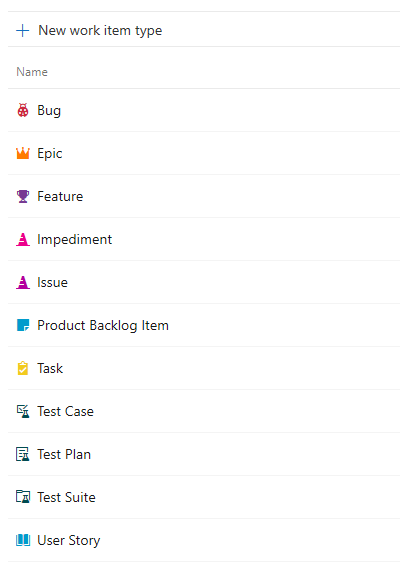 New work item type
Name
Bug
Epic
Feature
Impediment
Issue
Product Backlog Item
Task
Test Case
Test Plan
Test Suite
User Story